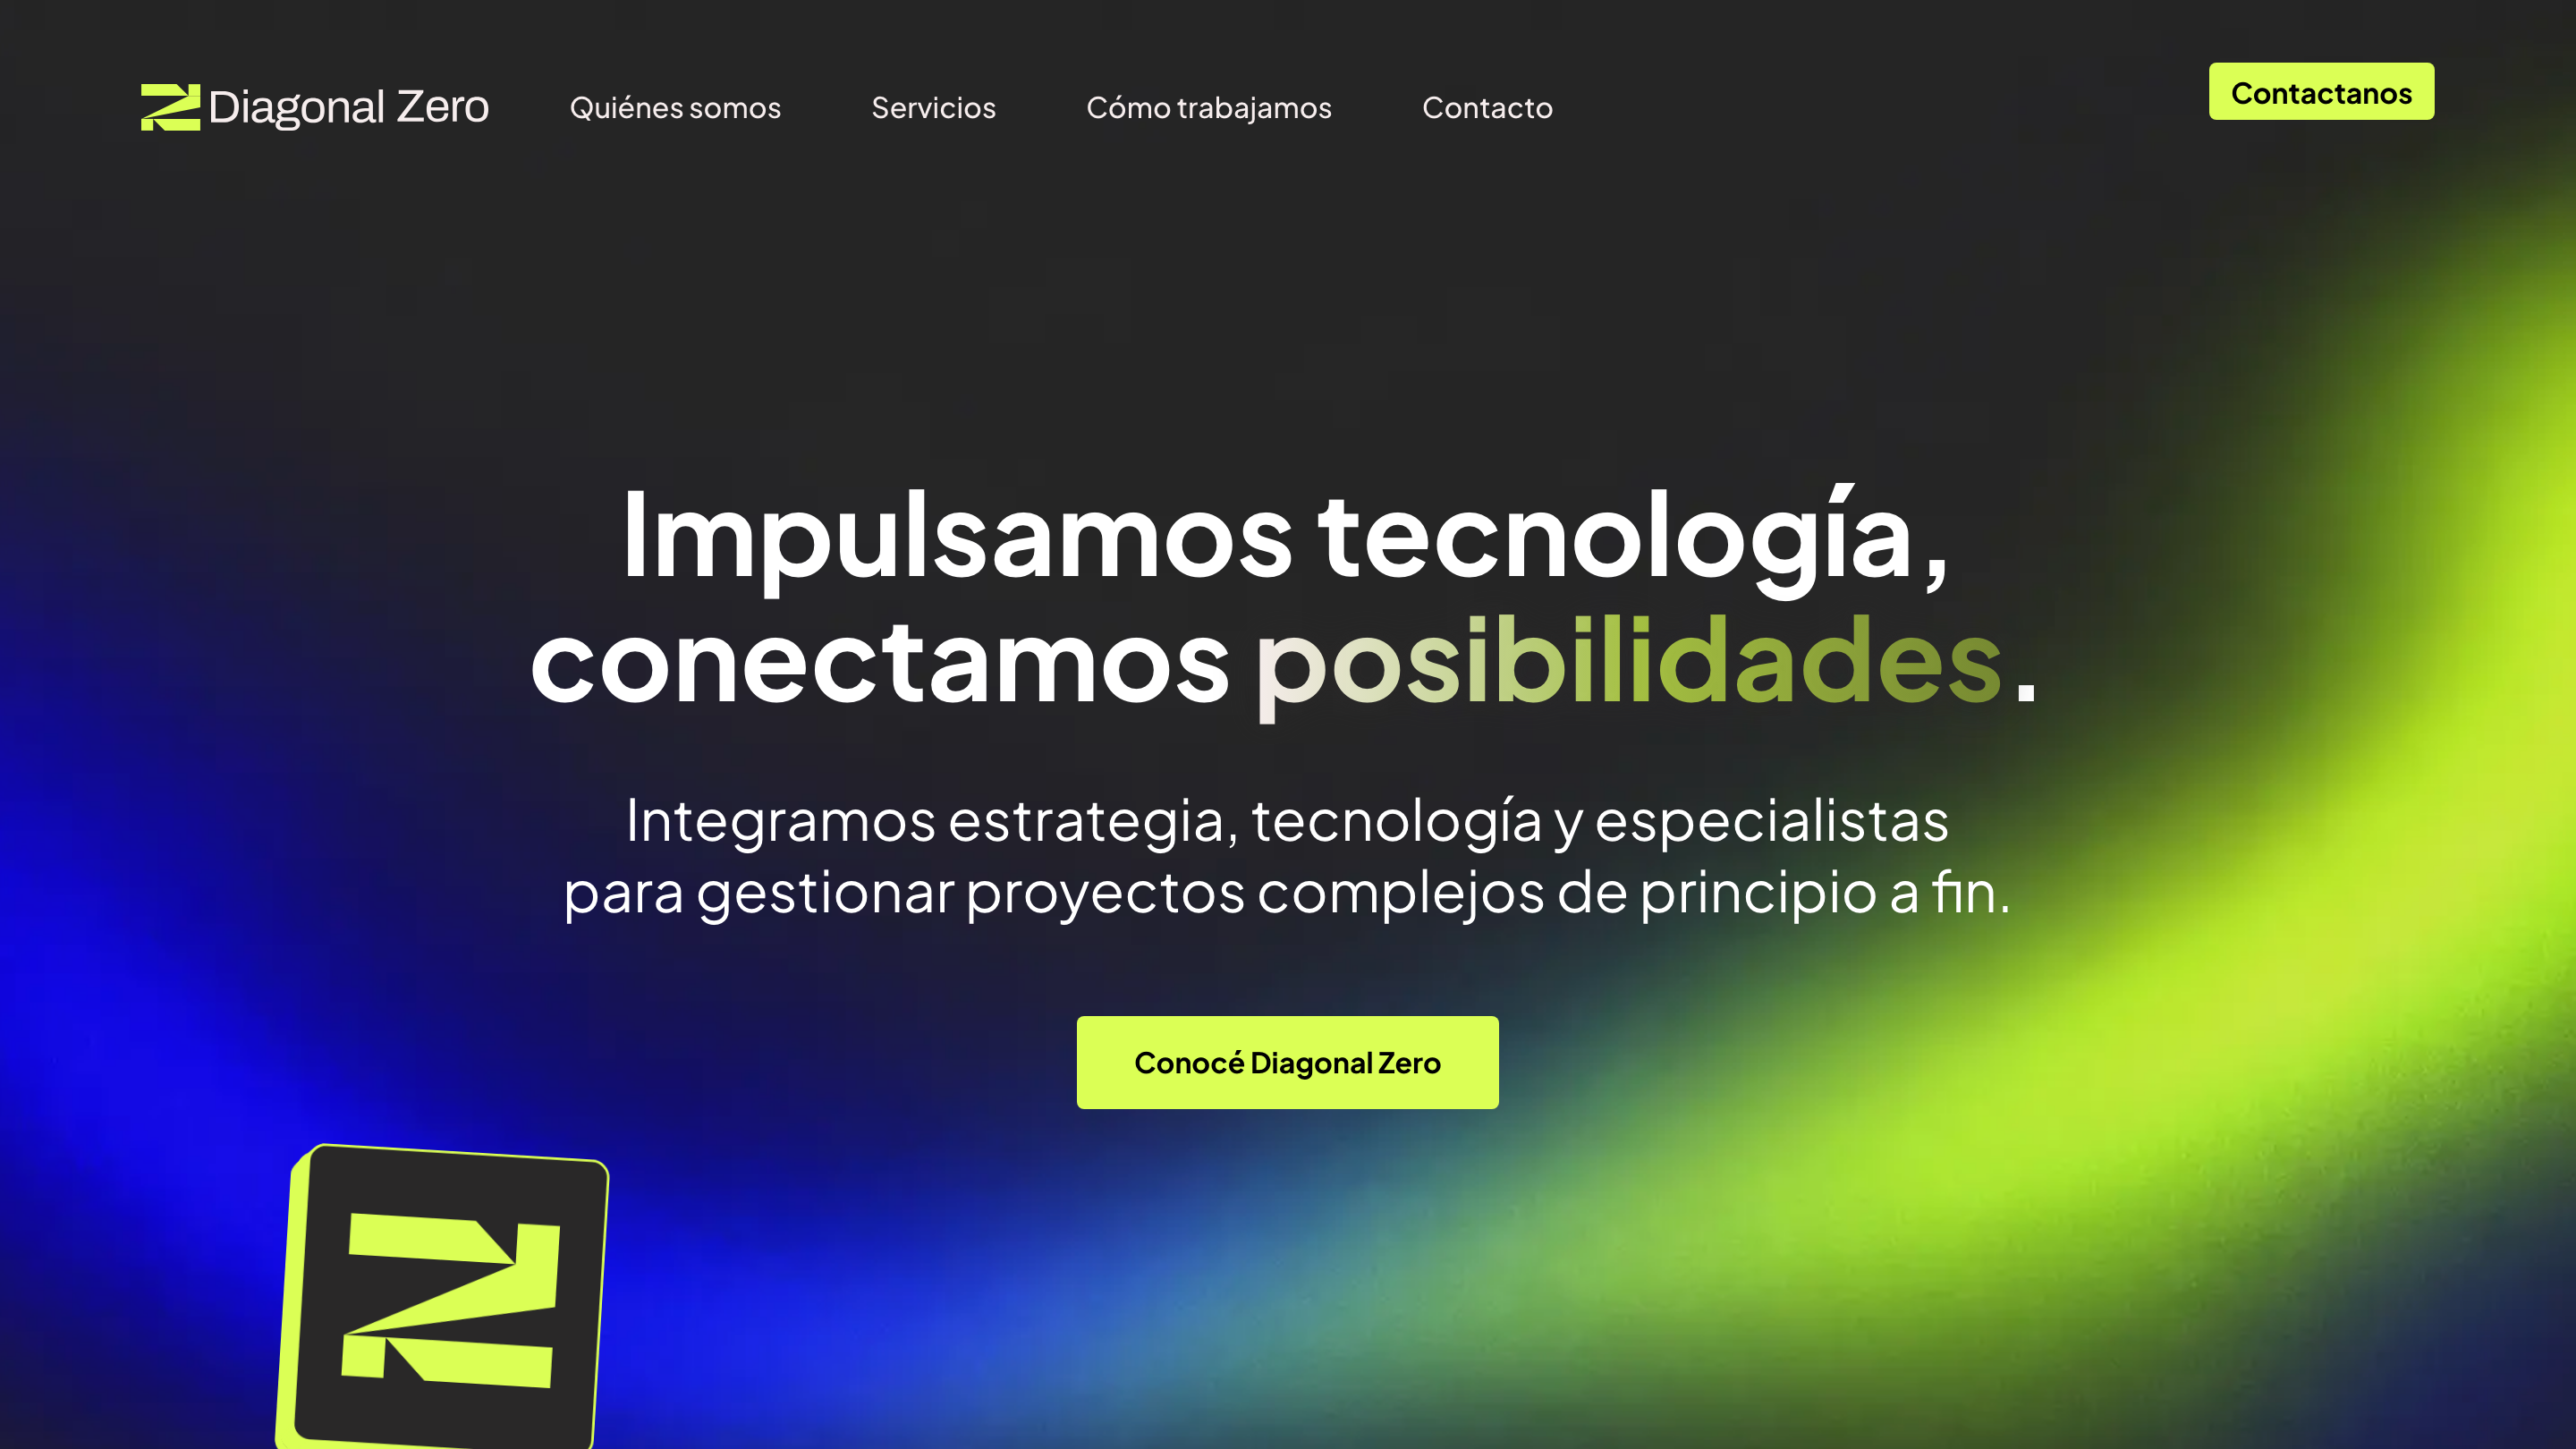 Diagonal Zero
Quiénes somos
Servicios
Cómo trabajamos
Contacto
Contactanos
Impulsamos tecnología,
conectamos posibilidades.
Integramos estrategia, tecnología y especialistas
para gestionar proyectos complejos de principio a fin.
Conocé Diagonal Zero